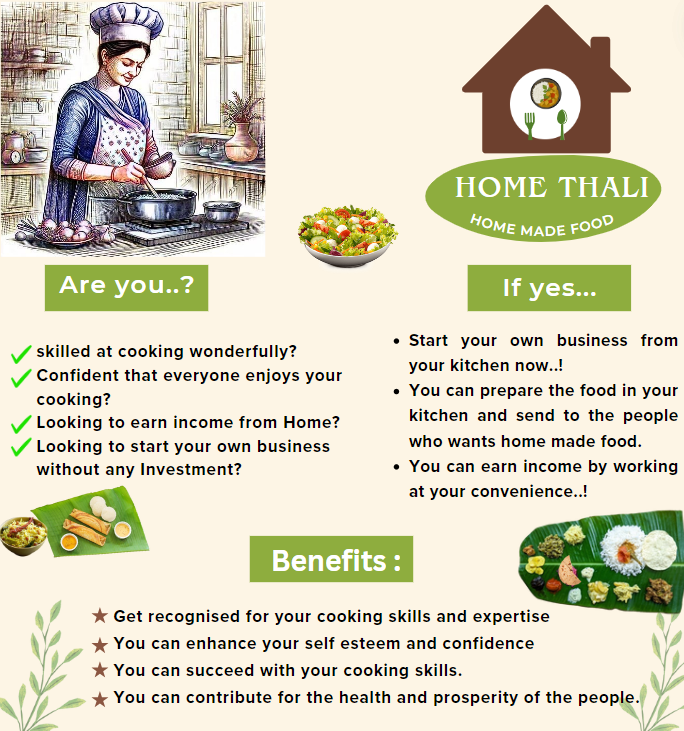 HOME THALI
HOME MADE FOOD
Are you..?
skilled at cooking wonderfully?
Confident that everyone enjoys your
cooking?
Looking to earn income from Home?
Looking to start your own business
without any Investment?
If yes...
Start your own business from
your kitchen now..!
You can prepare the food in your
kitchen and send to the people
who wants home made food.
You can earn income by working
at your convenience..!
Benefits :
Get recognised for your cooking skills and expertise
You can enhance your self esteem and confidence
You can succeed with your cooking skills.
You can contribute for the health and prosperity of the people.